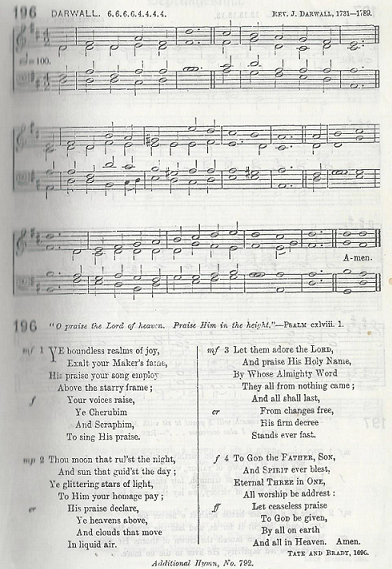 196 DARWALL. 6.6.6.6.4.4.4.4. REV. J. DARWALL, 1731—1789.
=100.
A-men.
196 "O praise the Lord of heaven. Praise Him in the height."—PSALM cxlviii. 1.
mf 1 YE boundless realms of joy,
Exalt your Maker's fame,
His praise your song employ
Above the starry frame;
f Your voices raise,
Ye Cherubim
And Seraphim,
To sing His praise.
mp 2 Thou moon that rul'st the night,
And sun that guid'st the day;
Ye glittering stars of light,
To Him your homage pay;
cr His praise declare,
Ye heavens above,
And clouds that move
In liquid air.
mf 3 Let them adore the LORD,
And praise His Holy Name,
By Whose Almighty Word
They all from nothing came;
And all shall last,
cr From changes free,
His firm decree
Stands ever fast.
f 4 To GOD the FATHER, SON,
And SPIRIT ever blest,
Eternal THREE in ONE,
All worship be addrest:
ff Let ceaseless praise
To GOD be given,
By all on earth
And all in Heaven. Amen.
TATE AND BRADY, 1696.
Additional Hymn, No. 792.